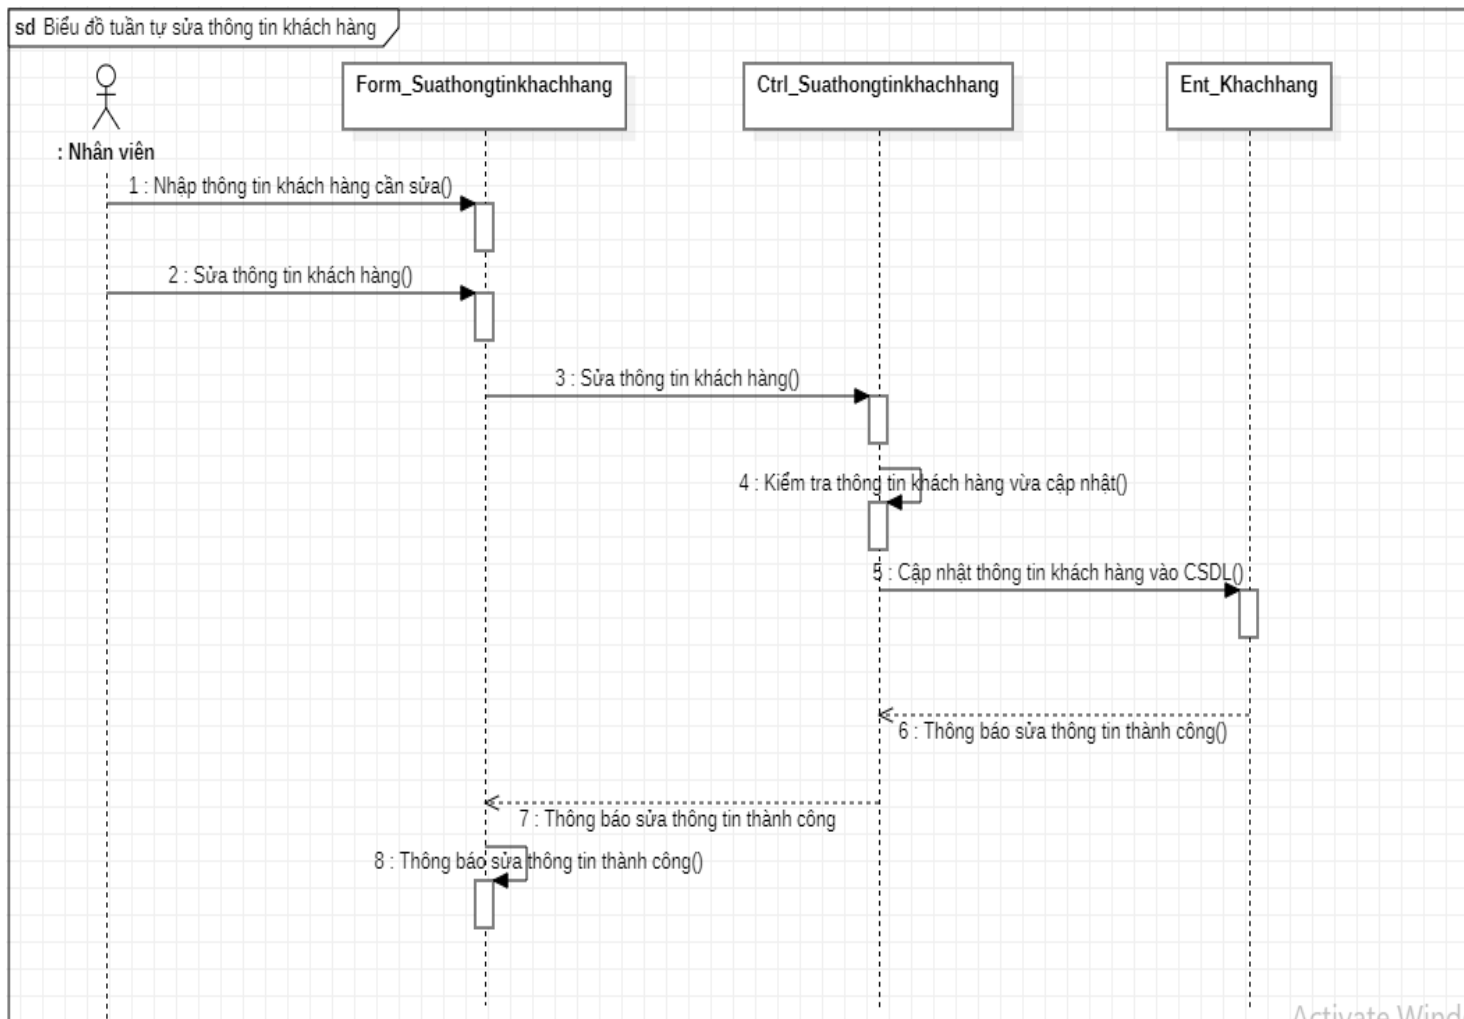 sd Biểu đồ tuần tự sửa thông tin khách hàng
Form_Suathongtinkhachhang
Ctrl_Suathongtinkhachhang
Ent_Khachhang
: Nhân viên
1 : Nhập thông tin khách hàng cần sửa()
2 : Sửa thông tin khách hàng()
3 : Sửa thông tin khách hàng()
4 : Kiểm tra thông tin khách hàng vừa cập nhật()
5 : Cập nhật thông tin khách hàng vào CSDL()
6 : Thông báo sửa thông tin thành công()
7 : Thông báo sửa thông tin thành công
8 : Thông báo sửa thông tin thành công()
Activate